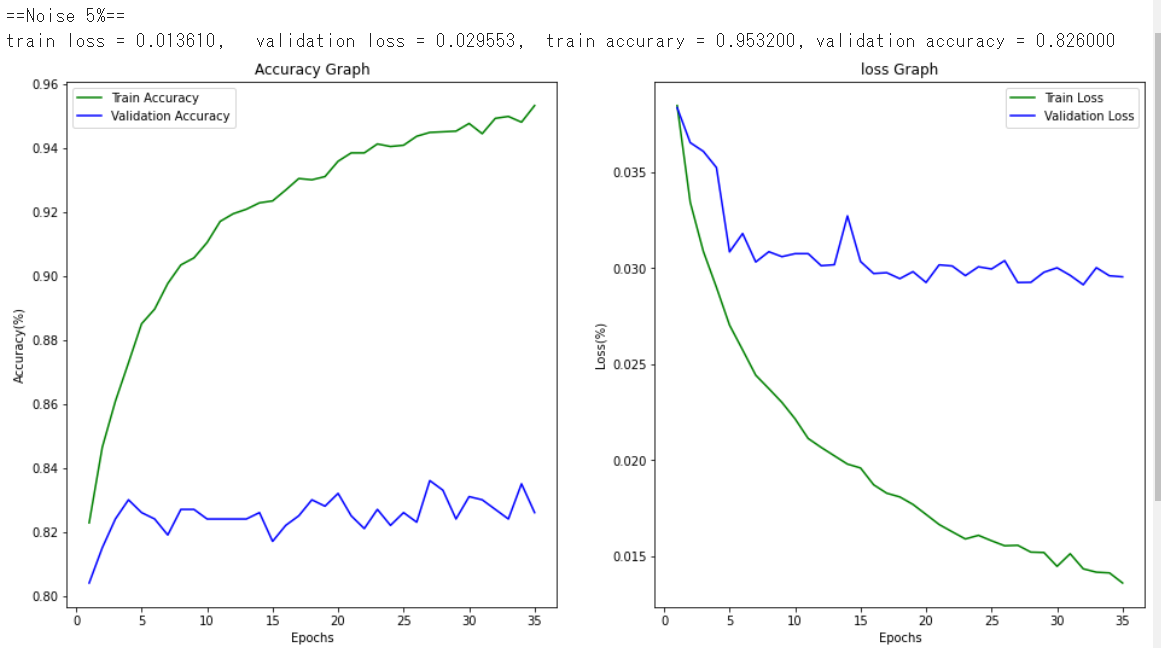 ==Noise 5%==
train loss = 0.013610,   validation loss = 0.029553,  train accurary = 0.953200, validation accuracy = 0.826000
Accuracy Graph
Train Accuracy
Validation Accuracy
0.96
0.94
0.92
0.90
0.88
0.86
0.84
0.82
0.80
Accuracy(%)
0 5 10 15 20 25 30 35
Epochs
loss Graph
Train Loss
Validation Loss
0.035
0.030
0.025
0.020
0.015
Loss(%)
0 5 10 15 20 25 30 35
Epochs